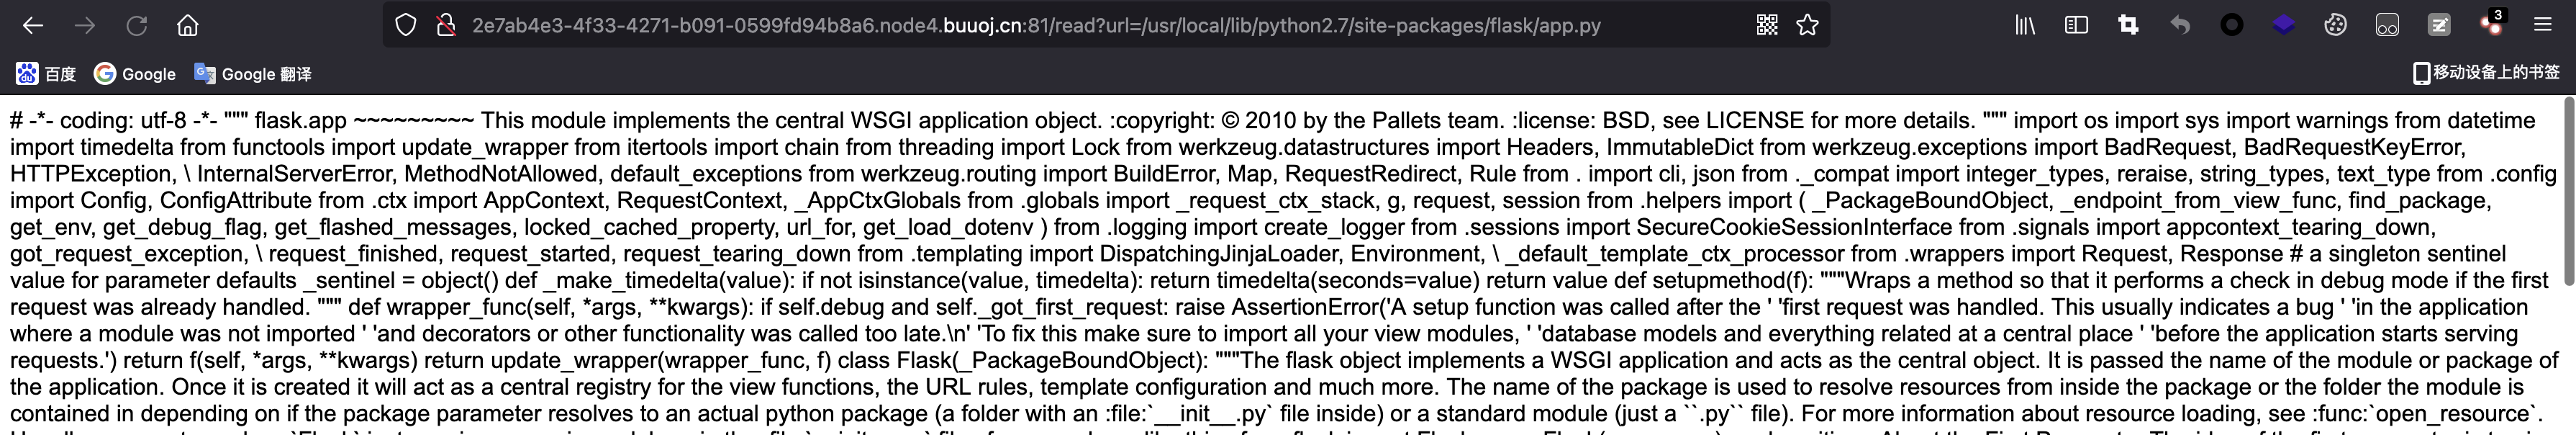 2e7ab4e3-4f33-4271-b091-0599fd94b8a6.node4.buuoj.cn:81/read?url=/usr/local/lib/python2.7/site-packages/flask/app.py
3
百度 Google Google 翻译 移动设备上的书签
# -*- coding: utf-8 -*- """ flask.app ~~~~~~~~~ This module implements the central WSGI application object. :copyright: © 2010 by the Pallets team. :license: BSD, see LICENSE for more details. """ import os import sys import warnings from datetime
import timedelta from functools import update_wrapper from itertools import chain from threading import Lock from werkzeug.datastructures import Headers, ImmutableDict from werkzeug.exceptions import BadRequest, BadRequestKeyError,
HTTPException, \ InternalServerError, MethodNotAllowed, default_exceptions from werkzeug.routing import BuildError, Map, RequestRedirect, Rule from . import cli, json from ._compat import integer_types, reraise, string_types, text_type from .config
import Config, ConfigAttribute from .ctx import AppContext, RequestContext, _AppCtxGlobals from .globals import _request_ctx_stack, g, request, session from .helpers import ( _PackageBoundObject, _endpoint_from_view_func, find_package,
get_env, get_debug_flag, get_flashed_messages, locked_cached_property, url_for, get_load_dotenv ) from .logging import create_logger from .sessions import SecureCookieSessionInterface from .signals import appcontext_tearing_down,
got_request_exception, \ request_finished, request_started, request_tearing_down from .templating import DispatchingJinjaLoader, Environment, \ _default_template_ctx_processor from .wrappers import Request, Response # a singleton sentinel
value for parameter defaults _sentinel = object() def _make_timedelta(value): if not isinstance(value, timedelta): return timedelta(seconds=value) return value def setupmethod(f): """Wraps a method so that it performs a check in debug mode if the first
request was already handled. """ def wrapper_func(self, *args, **kwargs): if self.debug and self._got_first_request: raise AssertionError('A setup function was called after the ' 'first request was handled. This usually indicates a bug ' 'in the application
where a module was not imported ' 'and decorators or other functionality was called too late.\n' 'To fix this make sure to import all your view modules, ' 'database models and everything related at a central place ' 'before the application starts serving
requests.') return f(self, *args, **kwargs) return update_wrapper(wrapper_func, f) class Flask(_PackageBoundObject): """The flask object implements a WSGI application and acts as the central object. It is passed the name of the module or package of
the application. Once it is created it will act as a central registry for the view functions, the URL rules, template configuration and much more. The name of the package is used to resolve resources from inside the package or the folder the module is
contained in depending on if the package parameter resolves to an actual python package (a folder with an :file:`__init__.py` file inside) or a standard module (just a ``.py`` file). For more information about resource loading, see :func:`open_resource`.